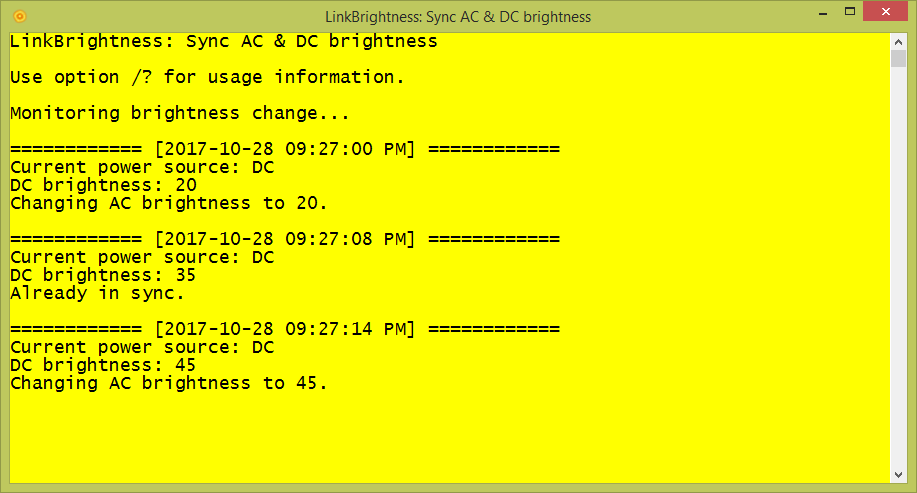 LinkBrightness: Sync AC & DC brightness
LinkBrightness: Sync AC & DC brightness
Use option /? for usage information.
Monitoring brightness change...
============ [2017-10-28 09:27:00 PM] ============
Current power source: DC
DC brightness: 20
Changing AC brightness to 20.
============ [2017-10-28 09:27:08 PM] ============
Current power source: DC
DC brightness: 35
Already in sync.
============ [2017-10-28 09:27:14 PM] ============
Current power source: DC
DC brightness: 45
Changing AC brightness to 45.